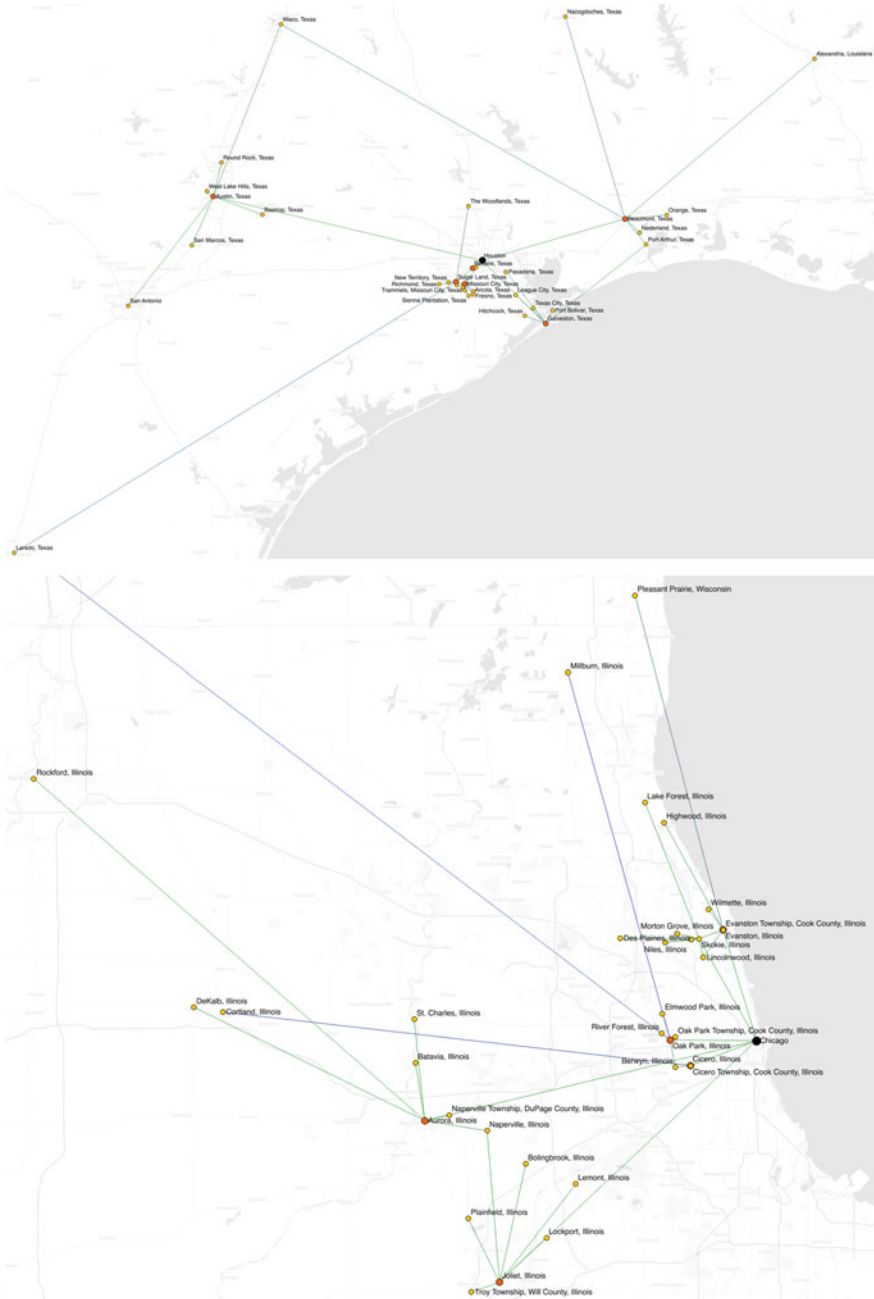 Waco, Texas
Nacogdoches, Texas
Alexandria, Louisiana
Round Rock, Texas
West Lake Hills, Texas
Austin, Texas
Bastrop, Texas
The Woodlands, Texas
Orange, Texas
Beaumont, Texas
Nederland, Texas
Port Arthur, Texas
San Marcos, Texas
Houston
Bellaire, Texas
Pasadena, Texas
New Territory, Texas
Sugar Land, Texas
Richmond, Texas
Missouri City, Texas
Trammels, Missouri City, Texas
Arcola, Texas
League City, Texas
Sienna Plantation, Texas
Fresno, Texas
San Antonio
Texas City, Texas
Hitchcock, Texas
Port Bolivar, Texas
Galveston, Texas
Laredo, Texas
Pleasant Prairie, Wisconsin
Millburn, Illinois
Rockford, Illinois
Lake Forest, Illinois
Highwood, Illinois
Wilmette, Illinois
Evanston Township, Cook County, Illinois
Morton Grove, Illinois
Evanston, Illinois
Des Plaines, Illinois
Skokie, Illinois
Niles, Illinois
Lincolnwood, Illinois
DeKalb, Illinois
Cortland, Illinois
St. Charles, Illinois
Elmwood Park, Illinois
River Forest, Illinois
Oak Park Township, Cook County, Illinois
Oak Park, Illinois
Chicago
Batavia, Illinois
Berwyn, Illinois
Cicero, Illinois
Cicero Township, Cook County, Illinois
Naperville Township, DuPage County, Illinois
Aurora, Illinois
Naperville, Illinois
Bolingbrook, Illinois
Lemont, Illinois
Plainfield, Illinois
Lockport, Illinois
Joliet, Illinois
Troy Township, Will County, Illinois